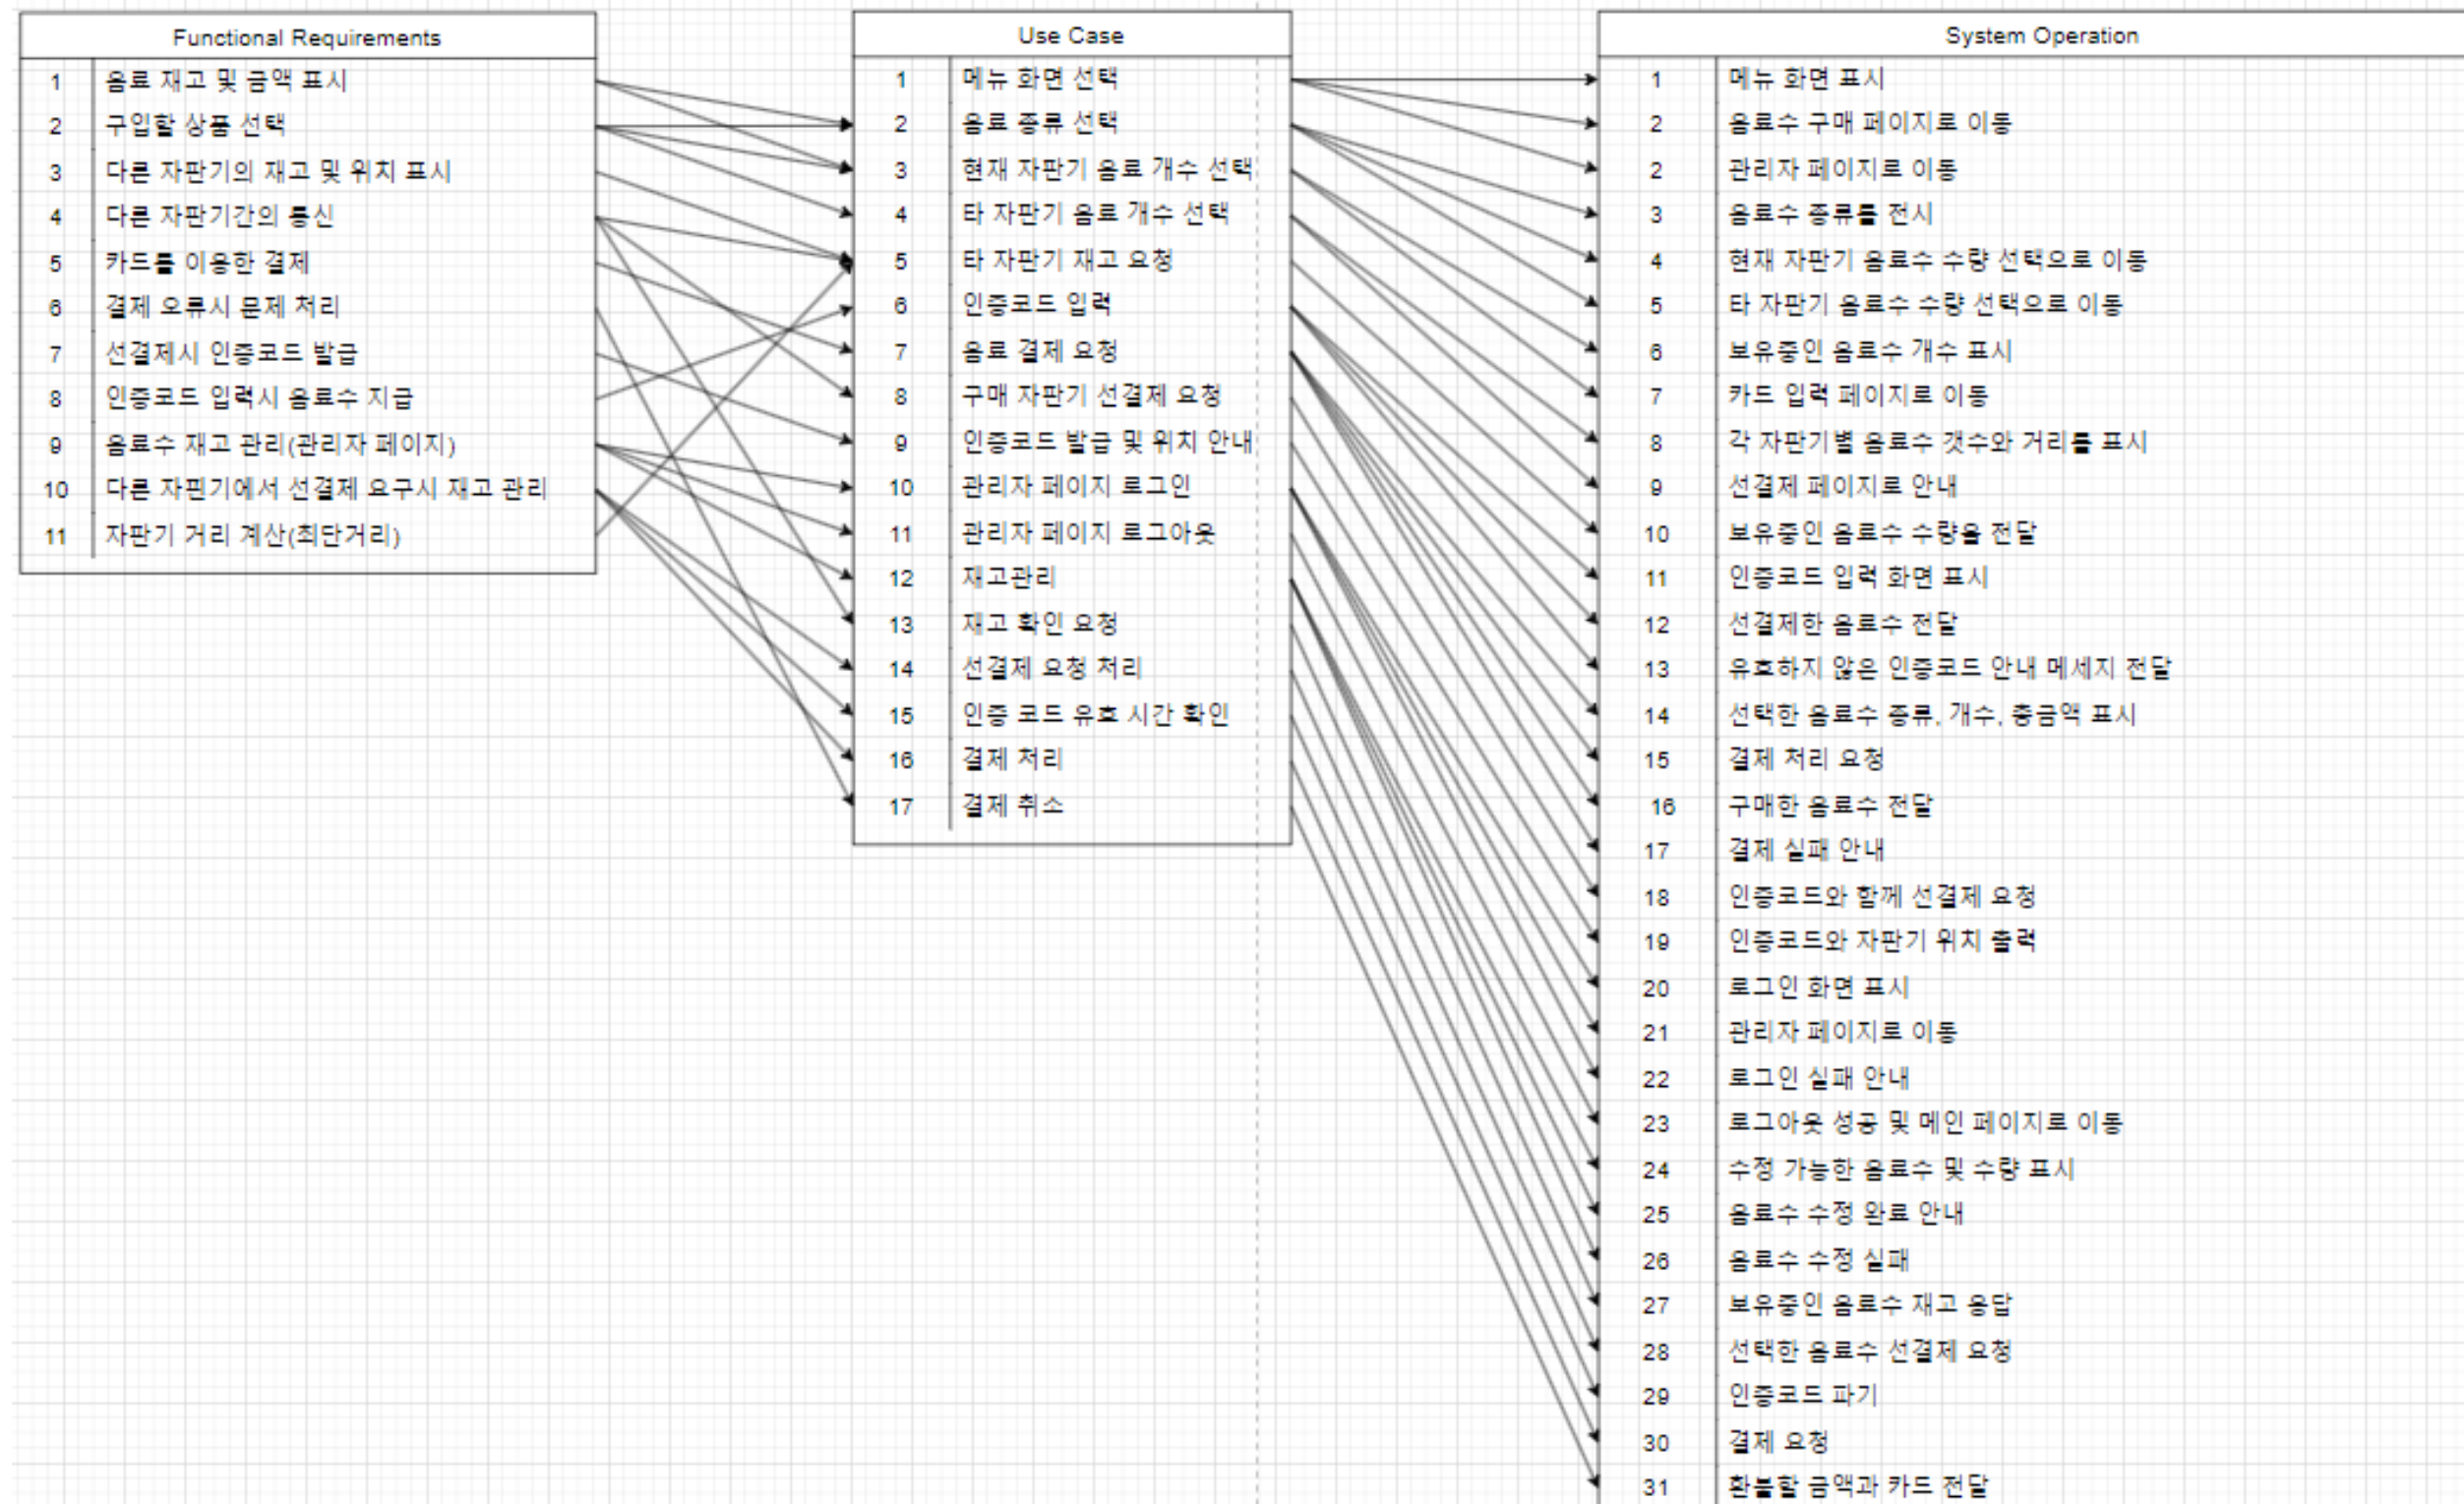 Functional Requirements
1 음료 재고 및 금액 표시
2 구입할 상품 선택
3 다른 자판기의 재고 및 위치 표시
4 다른 자판기간의 통신
5 카드를 이용한 결제
6 결제 오류시 문제 처리
7 선결제시 인증코드 발급
8 인증코드 입력시 음료수 지급
9 음료수 재고 관리(관리자 페이지)
10 다른 자핀기에서 선결제 요구시 재고 관리
11 자판기 거리 계산(최단거리)
Use Case
1 메뉴 화면 선택
2 음료 종류 선택
3 현재 자판기 음료 개수 선택
4 타 자판기 음료 개수 선택
5 타 자판기 재고 요청
6 인증코드 입력
7 음료 결제 요청
8 구매 자판기 선결제 요청
9 인증코드 발급 및 위치 안내
10 관리자 페이지 로그인
11 관리자 페이지 로그아웃
12 재고관리
13 재고 확인 요청
14 선결제 요청 처리
15 인증 코드 유효 시간 확인
16 결제 처리
17 결제 취소
System Operation
1 메뉴 화면 표시
2 음료수 구매 페이지로 이동
2 관리자 페이지로 이동
3 음료수 종류를 전시
4 현재 자판기 음료수 수량 선택으로 이동
5 타 자판기 음료수 수량 선택으로 이동
6 보유중인 음료수 개수 표시
7 카드 입력 페이지로 이동
8 각 자판기별 음료수 갯수와 거리를 표시
9 선결제 페이지로 안내
10 보유중인 음료수 수량을 전달
11 인증코드 입력 화면 표시
12 선결제한 음료수 전달
13 유효하지 않은 인증코드 안내 메세지 전달
14 선택한 음료수 종류, 개수, 총금액 표시
15 결제 처리 요청
16 구매한 음료수 전달
17 결제 실패 안내
18 인증코드와 함께 선결제 요청
19 인증코드와 자판기 위치 출력
20 로그인 화면 표시
21 관리자 페이지로 이동
22 로그인 실패 안내
23 로그아웃 성공 및 메인 페이지로 이동
24 수정 가능한 음료수 및 수량 표시
25 음료수 수정 완료 안내
26 음료수 수정 실패
27 보유중인 음료수 재고 응답
28 선택한 음료수 선결제 요청
29 인증코드 파기
30 결제 요청
31 환불할 금액과 카드 전달